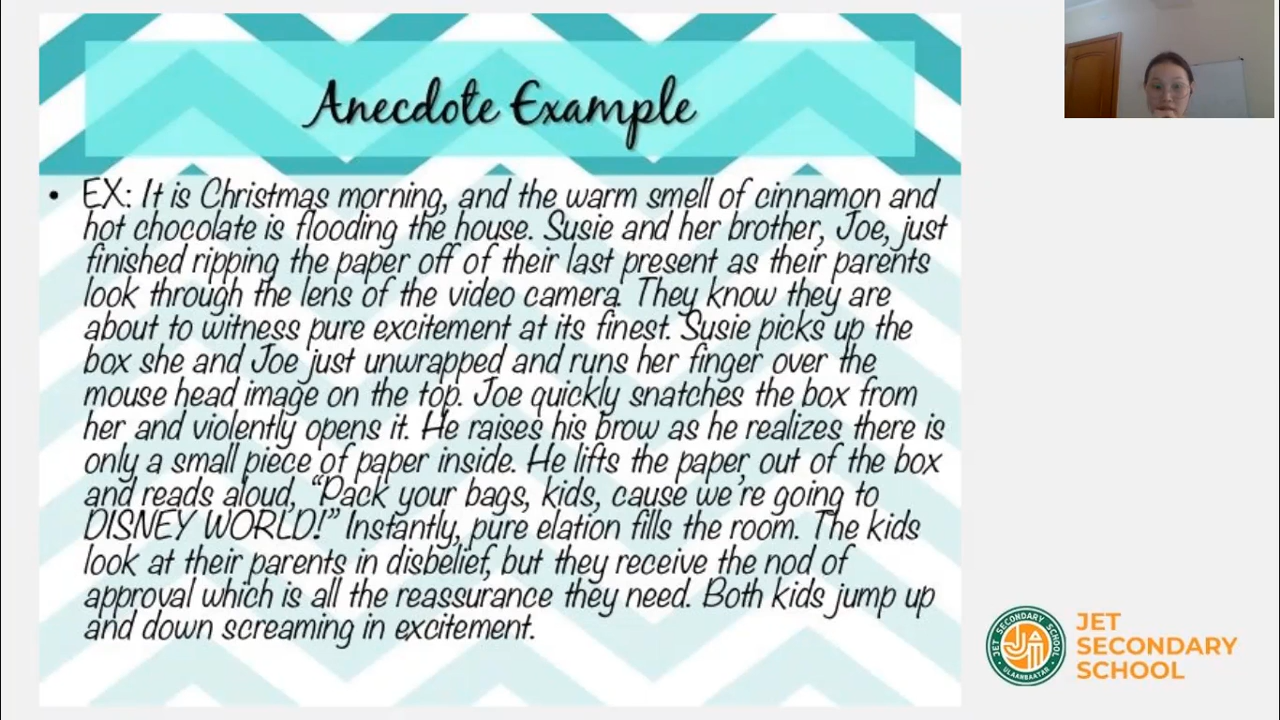 Anecdote Example
• EX: It is Christmas morning, and the warm smell of cinnamon and
hot chocolate is flooding the house. Susie and her brother, Joe, just
finished ripping the paper off of their last present as their parents
look through the lens of the video camera. They know they are
about to witness pure excitement at its finest. Susie picks up the
box she and Joe just unwrapped and runs her finger over the
mouse head image on the top. Joe quickly snatches the box from
her and violently opens it. He raises his brow as he realizes there is
only a small piece of paper inside. He lifts the paper out of the box
and reads aloud, “Pack your bags, kids, cause we’re going to
DISNEY WORLD!” Instantly, pure elation fills the room. The kids
look at their parents in disbelief, but they receive the nod of
approval which is all the reassurance they need. Both kids jump up
and down screaming in excitement.
JET SECONDARY SCHOOL
ULAANBAATAR
JET
SECONDARY
SCHOOL